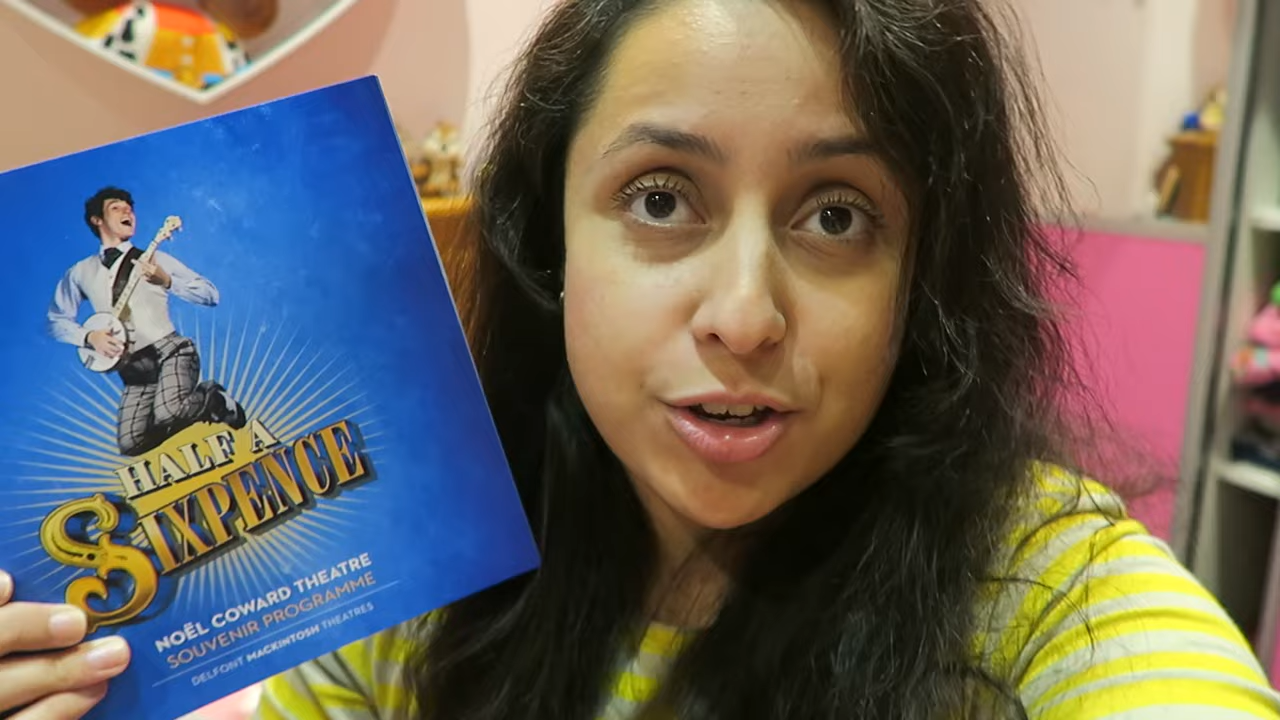 HALF A
SIXPENCE
NOËL COWARD THEATRE
SOUVENIR PROGRAMME
DELFONT MACKINTOSH THEATRES